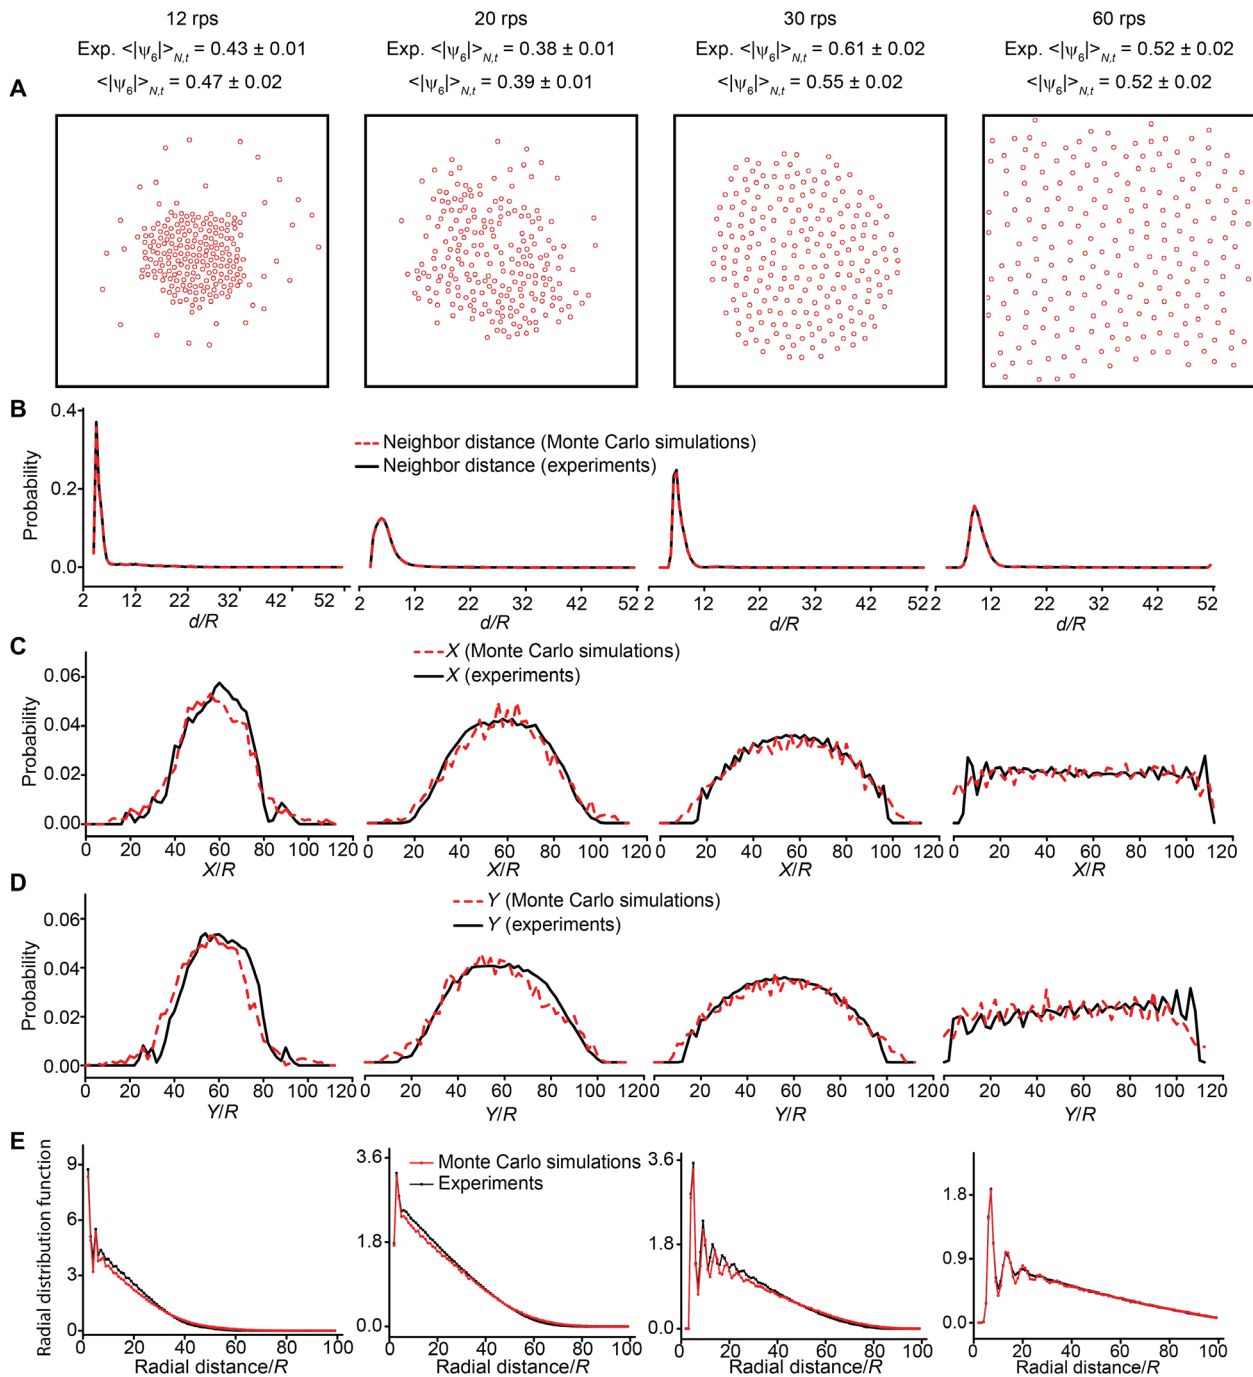 12 rps 20 rps 30 rps 60 rps
Exp. <|ψ₆|>N,t = 0.43 ± 0.01 Exp. <|ψ₆|>N,t = 0.38 ± 0.01 Exp. <|ψ₆|>N,t = 0.61 ± 0.02 Exp. <|ψ₆|>N,t = 0.52 ± 0.02
<|ψ₆|>N,t = 0.47 ± 0.02 <|ψ₆|>N,t = 0.39 ± 0.01 <|ψ₆|>N,t = 0.55 ± 0.02 <|ψ₆|>N,t = 0.52 ± 0.02
A
B
0.4
Neighbor distance (Monte Carlo simulations)
Neighbor distance (experiments)
Probability
0.2
0.0
2 12 22 32 42 52 2 12 22 32 42 52 2 12 22 32 42 52 2 12 22 32 42 52
d/R d/R d/R d/R
C
X (Monte Carlo simulations)
X (experiments)
0.06
Probability
0.04
0.02
0.00
0 20 40 60 80 100 120 0 20 40 60 80 100 120 0 20 40 60 80 100 120 0 20 40 60 80 100 120
X/R X/R X/R X/R
D
Y (Monte Carlo simulations)
Y (experiments)
0.06
Probability
0.04
0.02
0.00
0 20 40 60 80 100 120 0 20 40 60 80 100 120 0 20 40 60 80 100 120 0 20 40 60 80 100 120
Y/R Y/R Y/R Y/R
E
Radial distribution function
Monte Carlo simulations
Experiments
9 6 3 0
3.6 1.8 0.0
3.6 1.8 0.0
1.8 0.9 0.0
0 20 40 60 80 100 0 20 40 60 80 100 0 20 40 60 80 100 0 20 40 60 80 100
Radial distance/R Radial distance/R Radial distance/R Radial distance/R